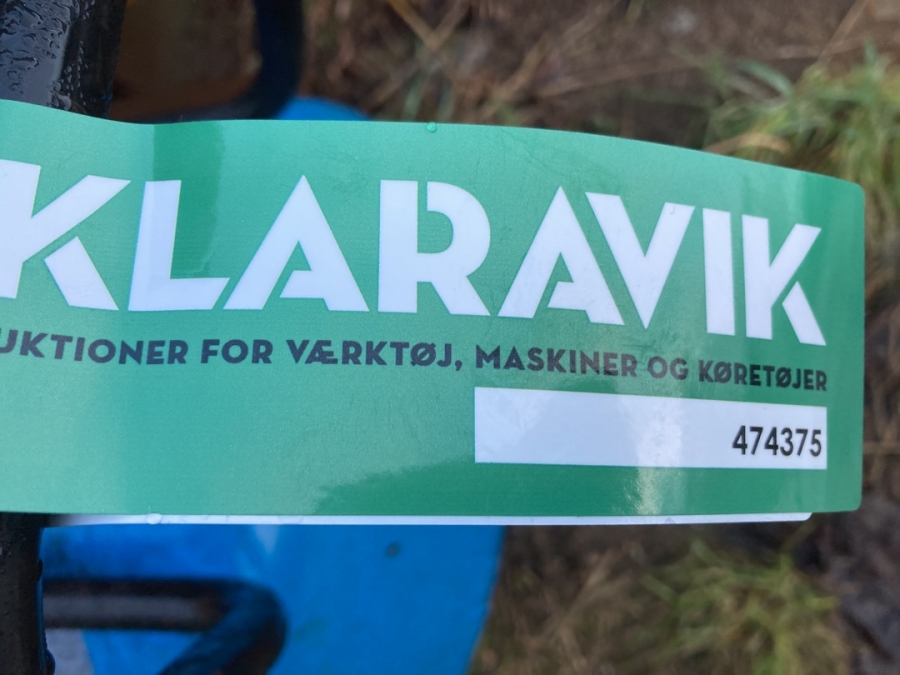 KLARAVIK
UKTIONER FOR VÆRKTØJ, MASKINER OG KØRETØJER
474375